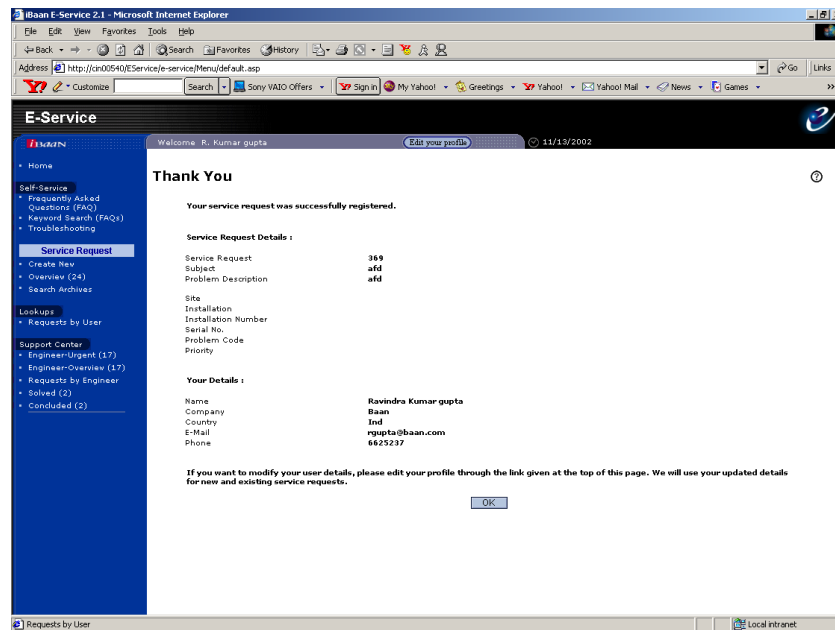 iBaan E-Service 2.1 - Microsoft Internet Explorer
File Edit View Favorites Tools Help
Back Search Favorites History
Address http://cin00540/EService/e-service/Menu/default.asp Go Links
Y? Customize Search Sony VAIO Offers Y? Sign in My Yahoo! Greetings Y? Yahoo! Yahoo! Mail News Games »
E-Service
iBaan Welcome R. Kumar gupta Edit your profile 11/13/2002
Home
Thank You
Self-Service
Frequently Asked
Questions (FAQ)
Keyword Search (FAQs)
Troubleshooting
Service Request
Create New
Overview (24)
Search Archives
Lookups
Requests by User
Support Center
Engineer-Urgent (17)
Engineer-Overview (17)
Requests by Engineer
Solved (2)
Concluded (2)
Your service request was successfully registered.
Service Request Details :
Service Request 369
Subject afd
Problem Description afd
Site
Installation
Installation Number
Serial No.
Problem Code
Priority
Your Details :
Name Ravindra Kumar gupta
Company Baan
Country Ind
E-Mail rgupta@baan.com
Phone 6625237
If you want to modify your user details, please edit your profile through the link given at the top of this page. We will use your updated details
for new and existing service requests.
OK
Requests by User Local intranet